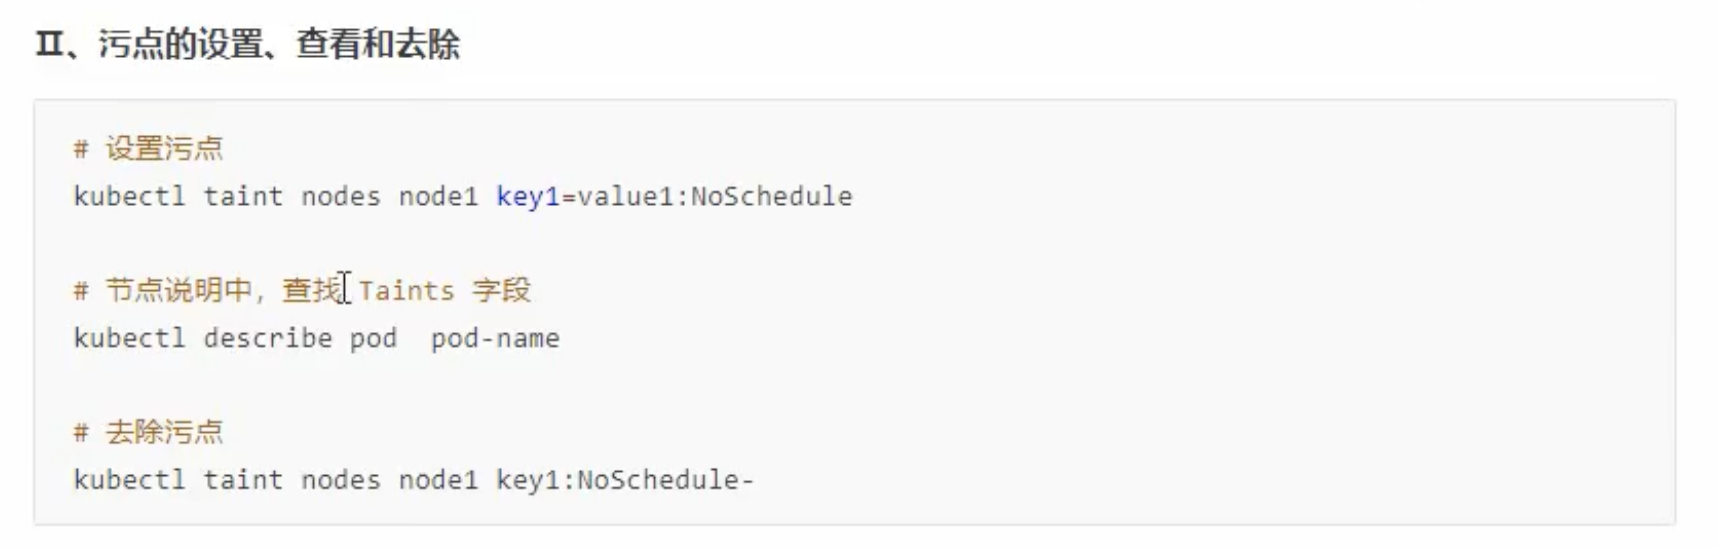 Ⅱ、污点的设置、查看和去除
# 设置污点
kubectl taint nodes node1 key1=value1:NoSchedule
# 节点说明中，查找 Taints 字段
kubectl describe pod  pod-name
# 去除污点
kubectl taint nodes node1 key1:NoSchedule-